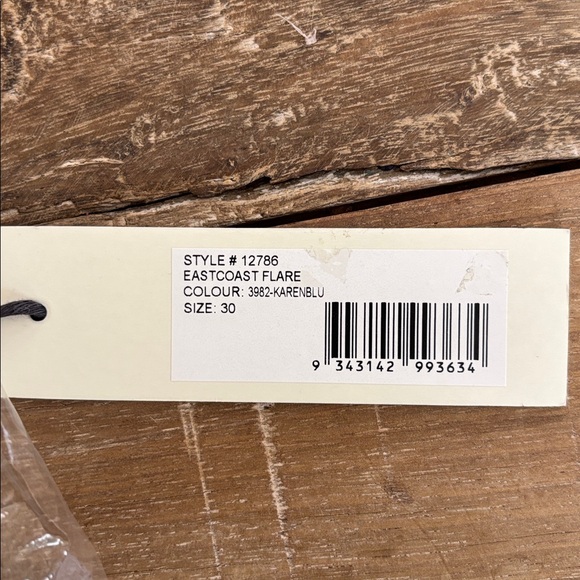 STYLE # 12786
EASTCOAST FLARE
COLOUR: 3982-KARENBLU
SIZE: 30
9 343142 993634